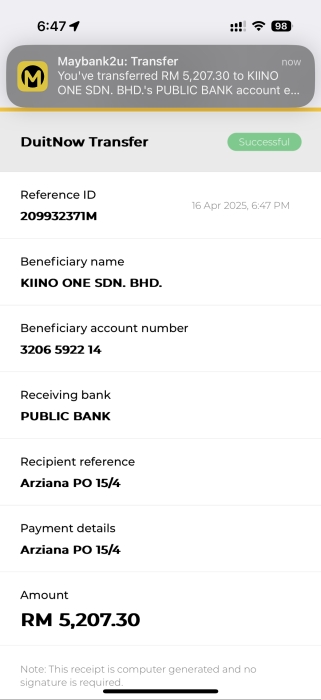 6:47
98
Maybank2u: Transfer
now
You've transferred RM 5,207.30 to KIINO
ONE SDN. BHD.'s PUBLIC BANK account e...
DuitNow Transfer
Successful
Reference ID
209932371M
16 Apr 2025, 6:47 PM
Beneficiary name
KIINO ONE SDN. BHD.
Beneficiary account number
3206 5922 14
Receiving bank
PUBLIC BANK
Recipient reference
Arziana PO 15/4
Payment details
Arziana PO 15/4
Amount
RM 5,207.30
Note: This receipt is computer generated and no
signature is required.